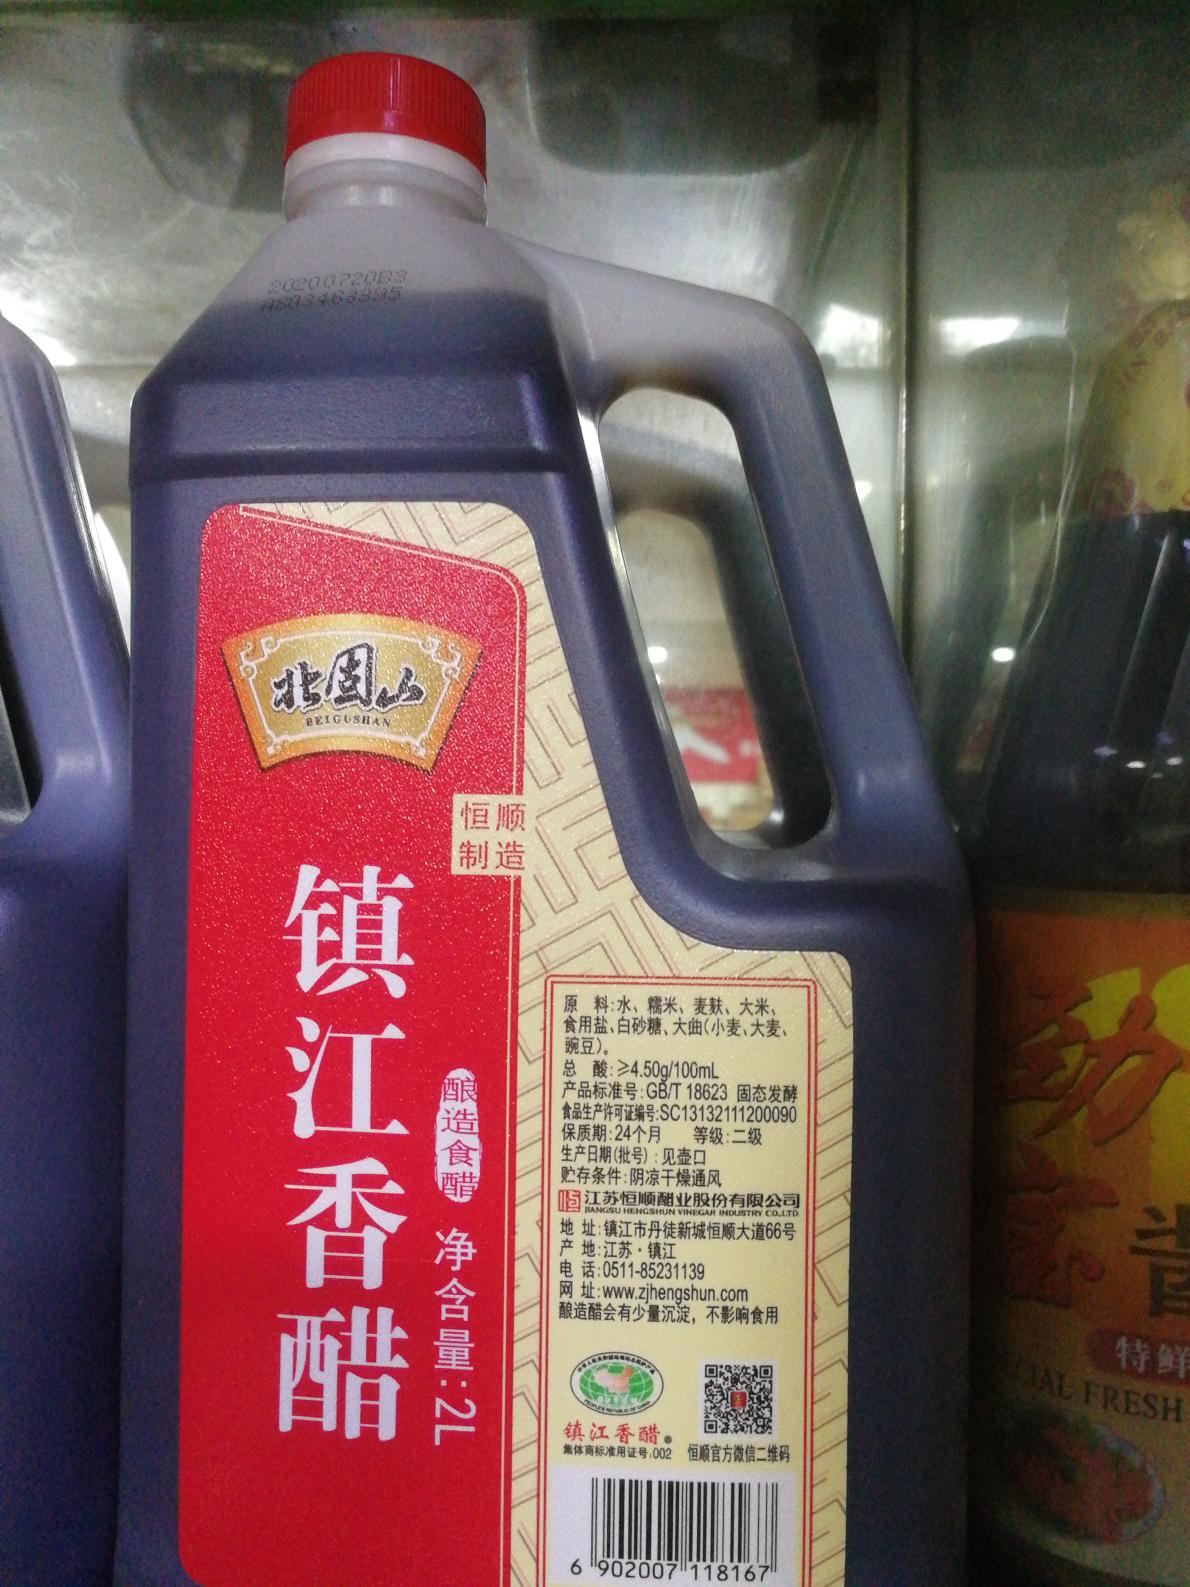 20200720B3
北固山
BEIGUSHAN
恒顺
制造
镇江香醋
酿造食醋
净含量:2L
原 料:水、糯米、麦麸、大米、
食用盐、白砂糖、大曲(小麦、大麦、
豌豆)。
总 酸:≥4.50g/100mL
产品标准号:GB/T 18623 固态发酵
食品生产许可证编号:SC13132111200090
保质期:24个月 等级:二级
生产日期(批号):见壶口
贮存条件:阴凉干燥通风
江苏恒顺醋业股份有限公司
JIANGSU HENGSHUN VINEGAR INDUSTRY CO.,LTD.
地 址:镇江市丹徒新城恒顺大道66号
产 地:江苏·镇江
电 话:0511-85231139
网 址:www.zjhengshun.com
酿造醋会有少量沉淀，不影响食用
镇江香醋®
集体商标准用证号.002
恒顺官方微信二维码
6 902007 118167
特鲜
IAL FRESH